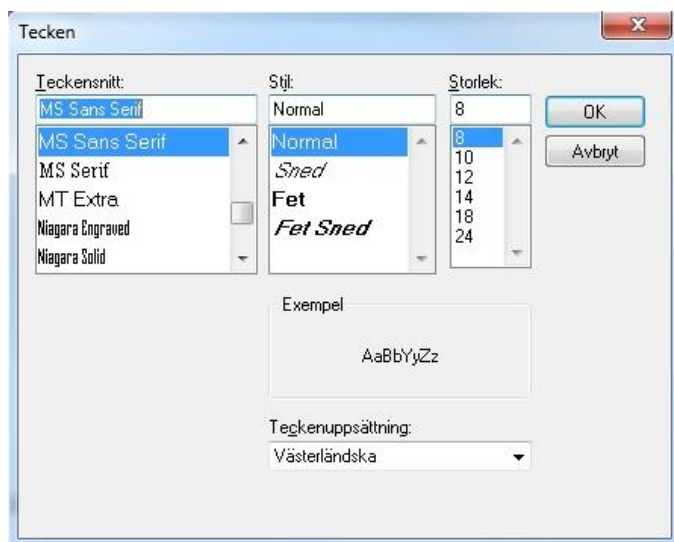 Tecken
Teckensnitt:
MS Sans Serif
MS Sans Serif
MS Serif
MT Extra
Niagara Engraved
Niagara Solid
Stil:
Normal
Normal
Sned
Fet
Fet Sned
Storlek:
8
8
10
12
14
18
24
OK
Avbryt
Exempel
AaBbYyZz
Teckenuppsättning:
Västerländska